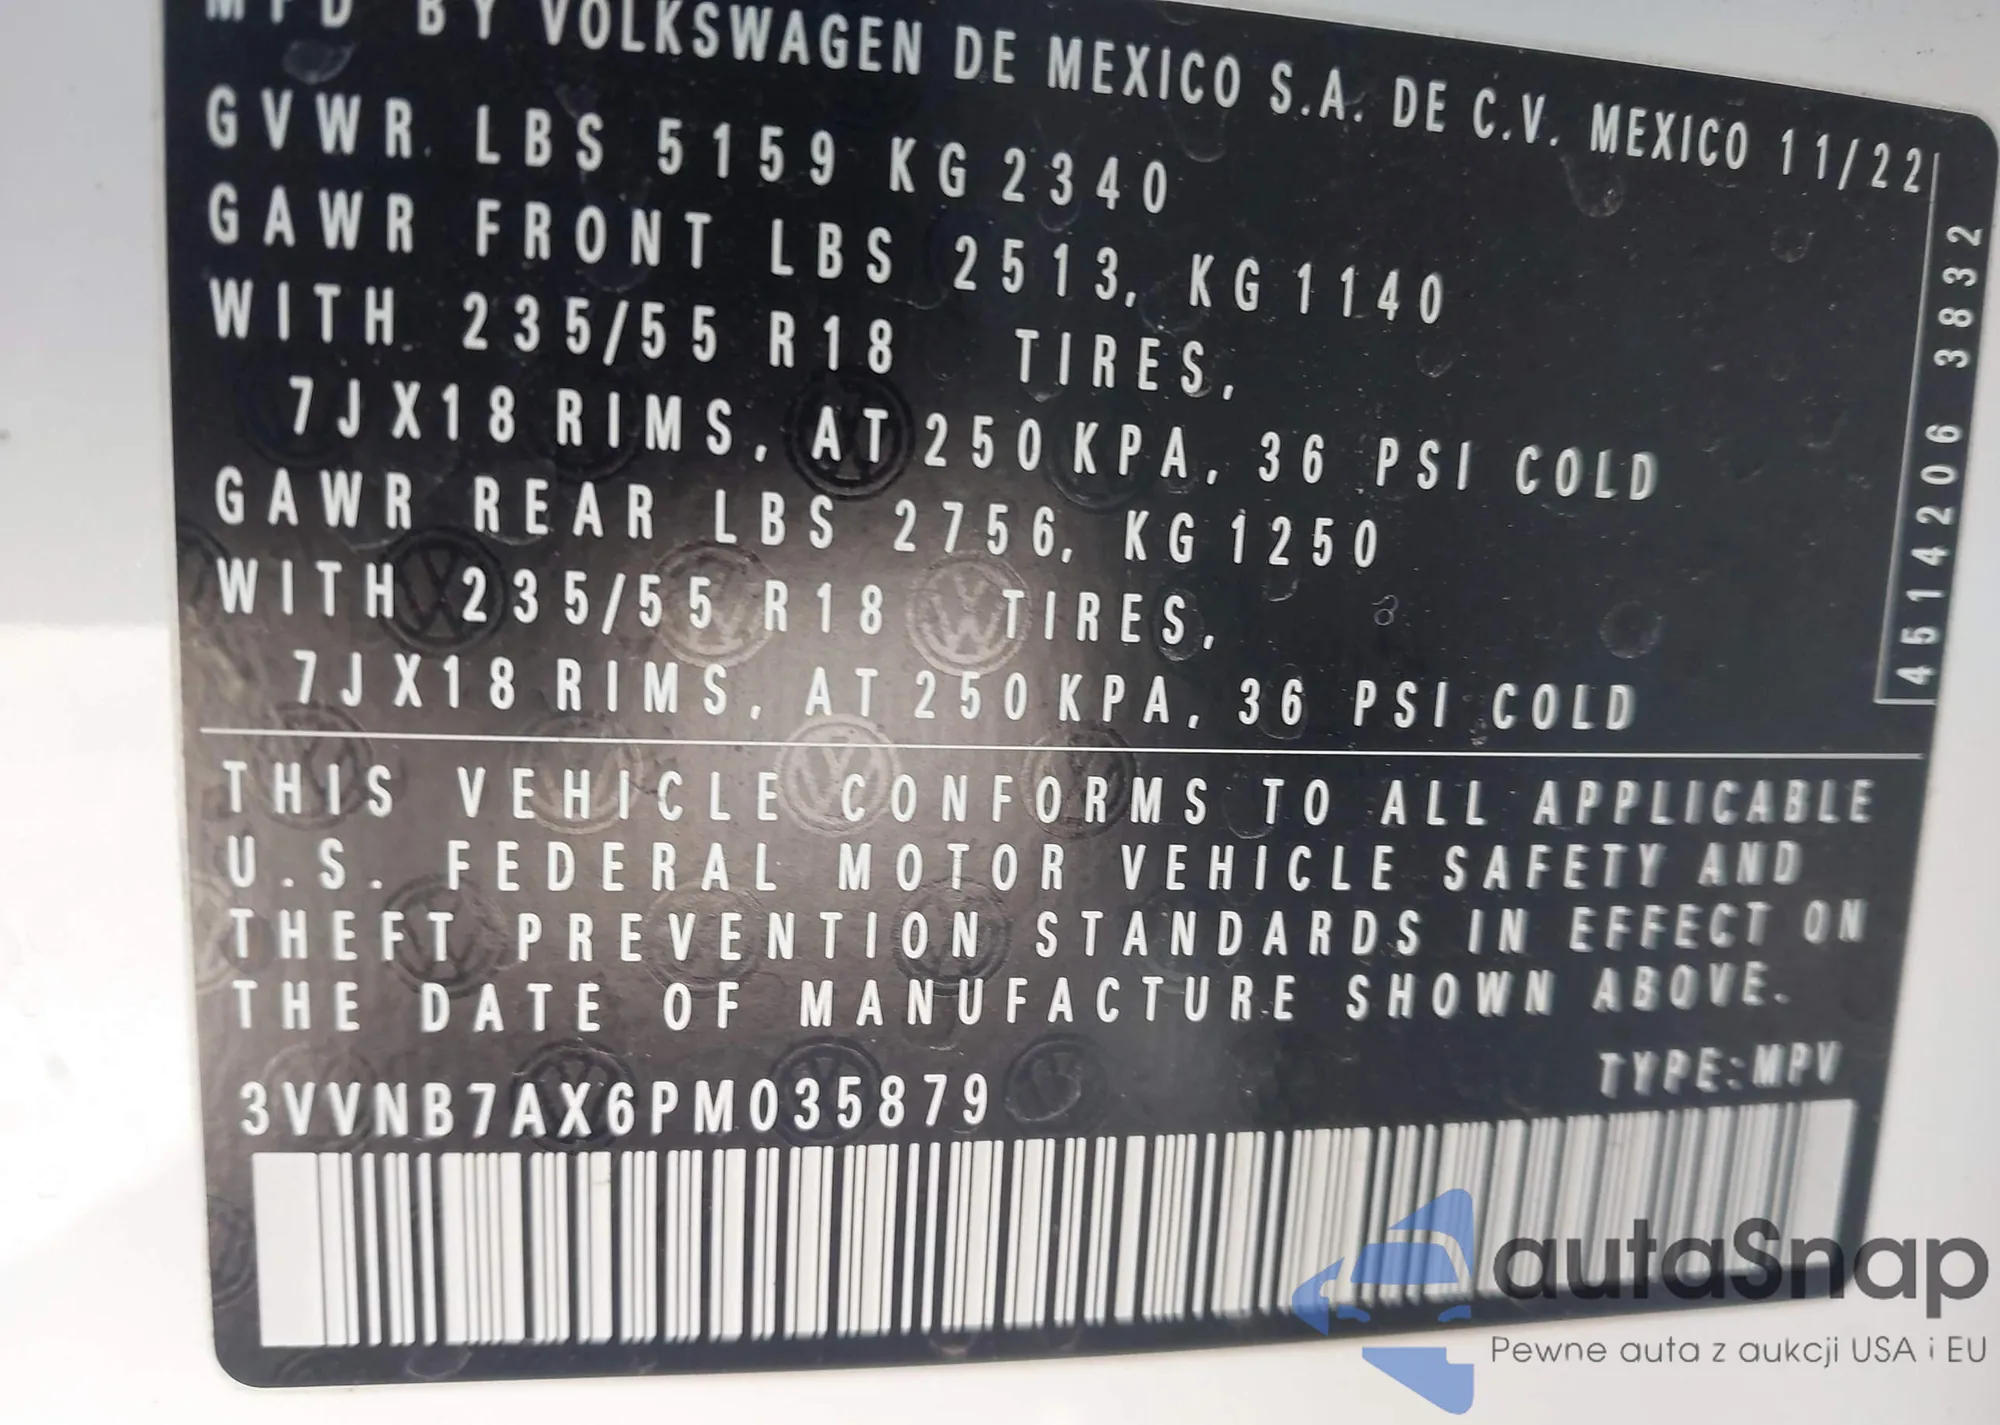 MFD BY VOLKSWAGEN DE MEXICO S.A. DE C.V. MEXICO 11/22
GVWR LBS 5159 KG 2340
GAWR FRONT LBS 2513, KG 1140
WITH 235/55 R18 TIRES,
7JX18 RIMS, AT 250 KPA, 36 PSI COLD
GAWR REAR LBS 2756, KG 1250
WITH 235/55 R18 TIRES,
7JX18 RIMS, AT 250 KPA, 36 PSI COLD
4514206 3832
THIS VEHICLE CONFORMS TO ALL APPLICABLE
U.S. FEDERAL MOTOR VEHICLE SAFETY AND
THEFT PREVENTION STANDARDS IN EFFECT ON
THE DATE OF MANUFACTURE SHOWN ABOVE.
TYPE:MPV
3VVNB7AX6PM035879
autaSnap
Pewne auta z aukcji USA i EU